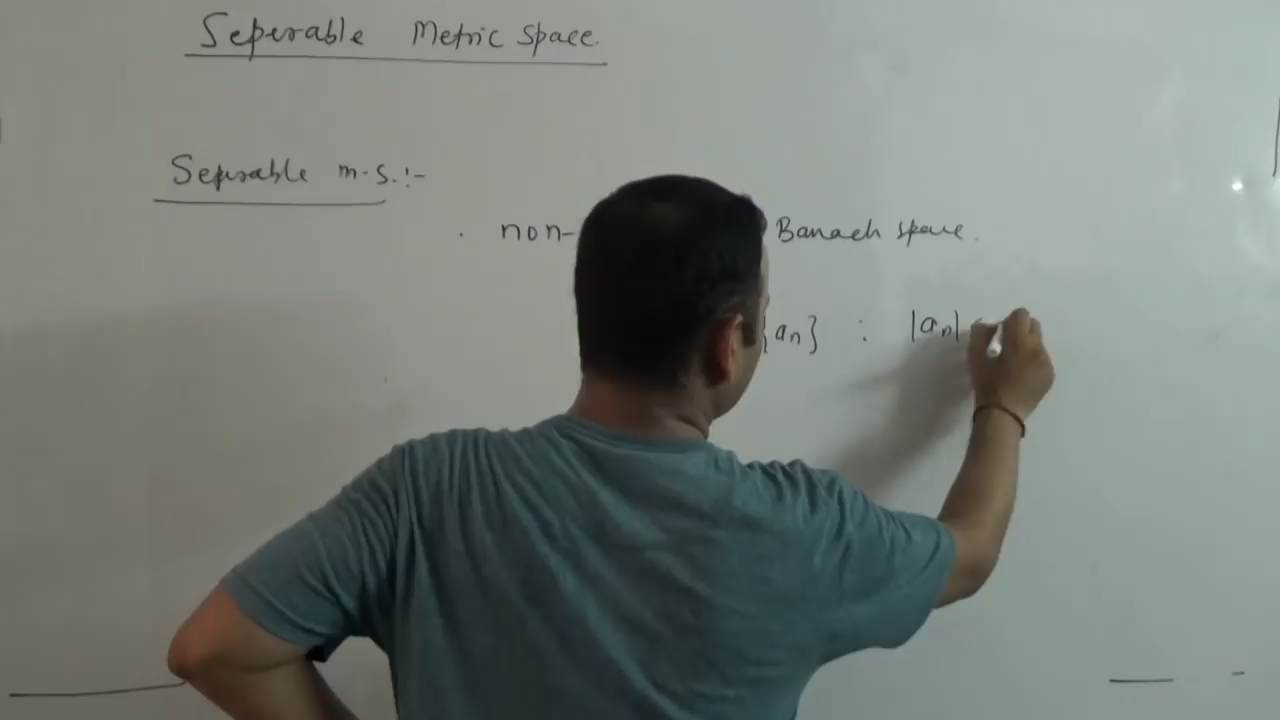 Seperable Metric Space.
Seperable m.s.:-
. non- Banach space.
{an} : |an|